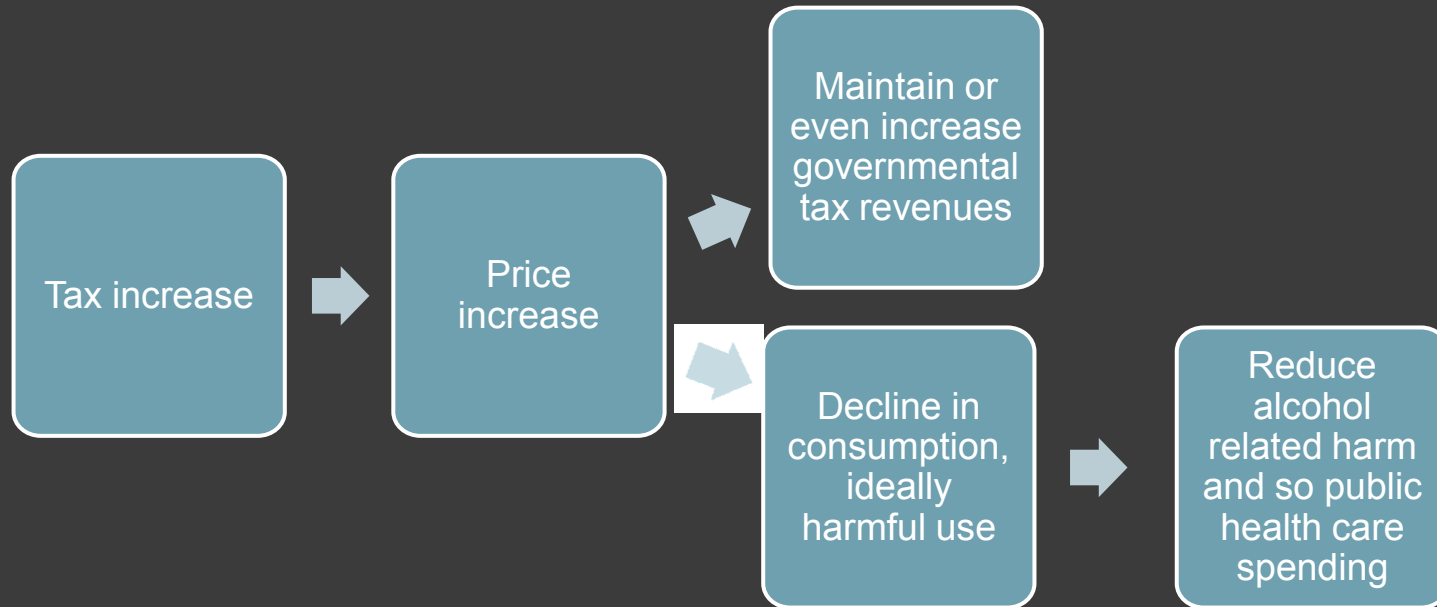 Tax increase
Price
increase
Maintain or
even increase
governmental
tax revenues
Decline in
consumption,
ideally
harmful use
Reduce
alcohol
related harm
and so public
health care
spending